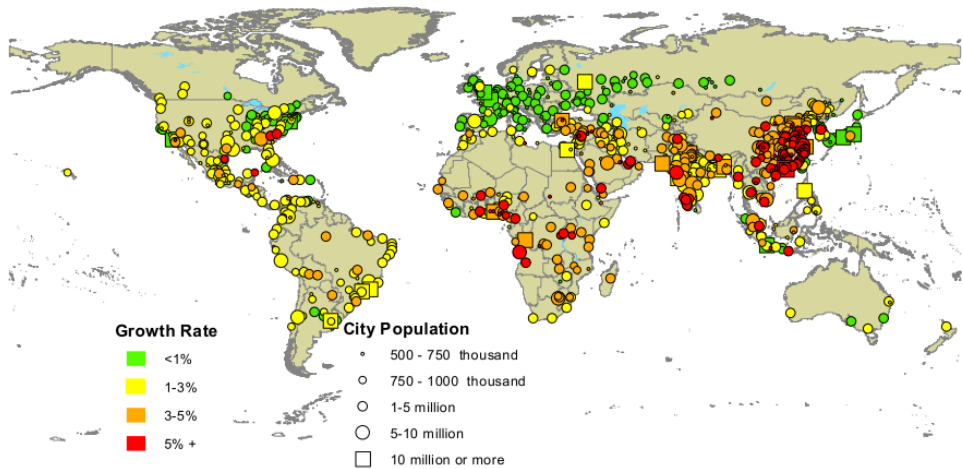 Growth Rate
<1%
1-3%
3-5%
5% +
City Population
500 - 750 thousand
750 - 1000 thousand
1-5 million
5-10 million
10 million or more